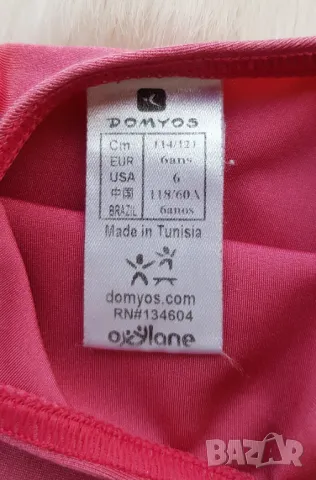 DOMYOS
Cm 114/121
EUR 6ans
USA 6
中国 118/60A
BRAZIL 6anos
Made in Tunisia
domyos.com
RN#134604
oxylane
BAZAR